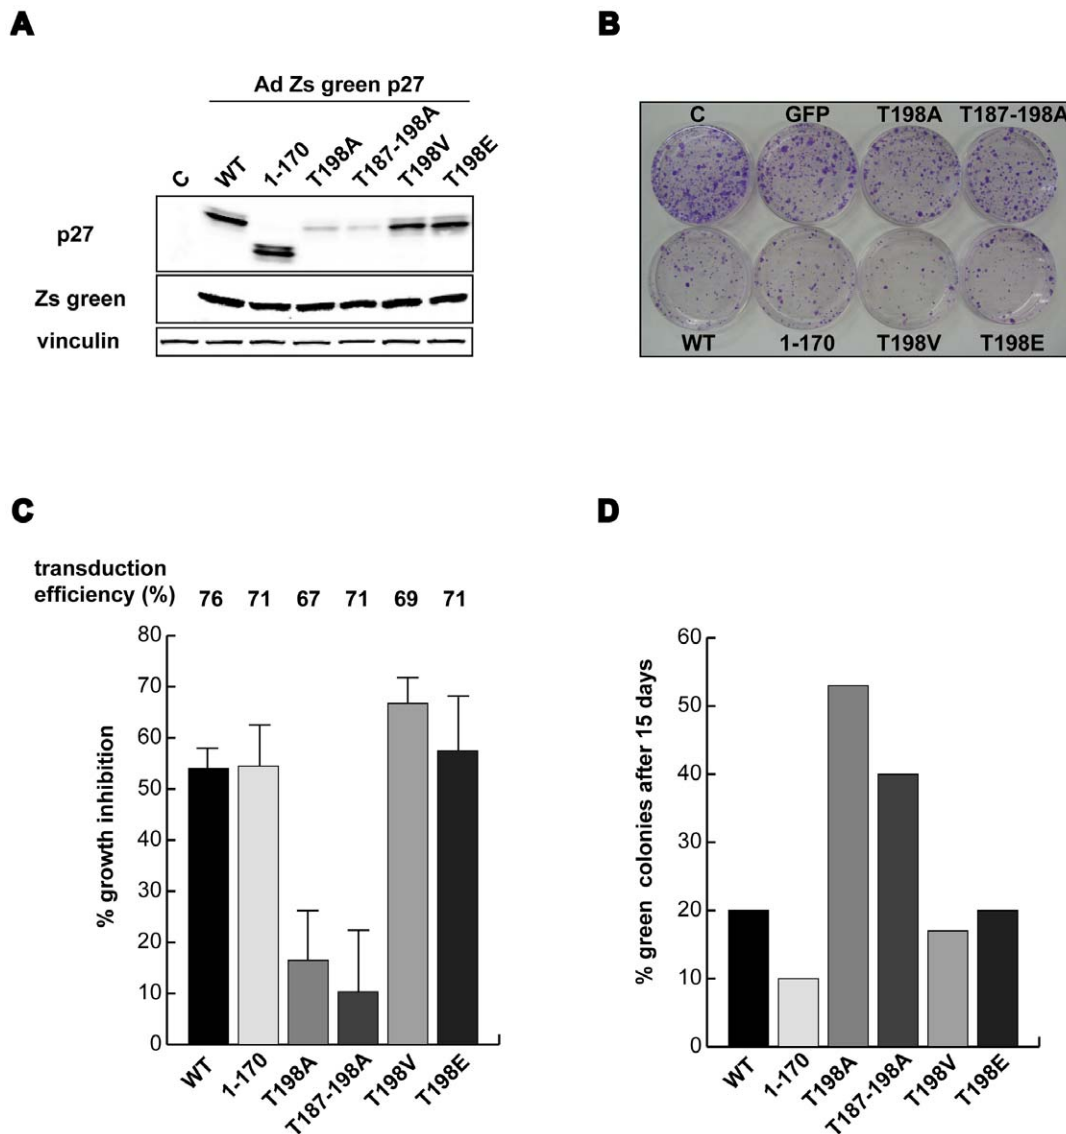 A
Ad Zs green p27
C WT 1-170 T198A T187-198A T198V T198E
p27
Zs green
vinculin
B
C GFP T198A T187-198A
WT 1-170 T198V T198E
C
transduction
efficiency (%) 76 71 67 71 69 71
% growth inhibition
80
70
60
50
40
30
20
10
0
WT 1-170 T198A T187-198A T198V T198E
D
% green colonies after 15 days
60
50
40
30
20
10
0
WT 1-170 T198A T187-198A T198V T198E